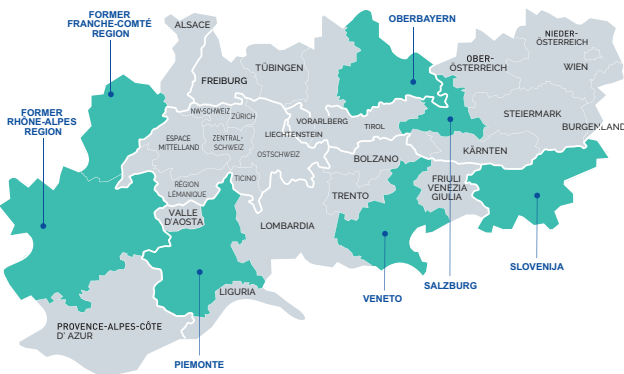 FORMER
FRANCHE-COMTÉ
REGION
OBERBAYERN
ALSACE
NIEDER-
ÖSTERREICH
OBER-
ÖSTERREICH
WIEN
TÜBINGEN
FREIBURG
FORMER
RHÔNE-ALPES
REGION
NW-SCHWEIZ
ZÜRICH
VORARLBERG
TIROL
STEIERMARK
BURGENLAND
LIECHTENSTEIN
ESPACE
MITTELLAND
ZENTRAL-
SCHWEIZ
OSTSCHWEIZ
BOLZANO
KÄRNTEN
TICINO
RÉGION
LÉMANIQUE
FRIULI
VENEZIA
GIULIA
TRENTO
VALLE
D'AOSTA
LOMBARDIA
SLOVENIJA
SALZBURG
LIGURIA
VENETO
PROVENCE-ALPES-CÔTE
D' AZUR
PIEMONTE